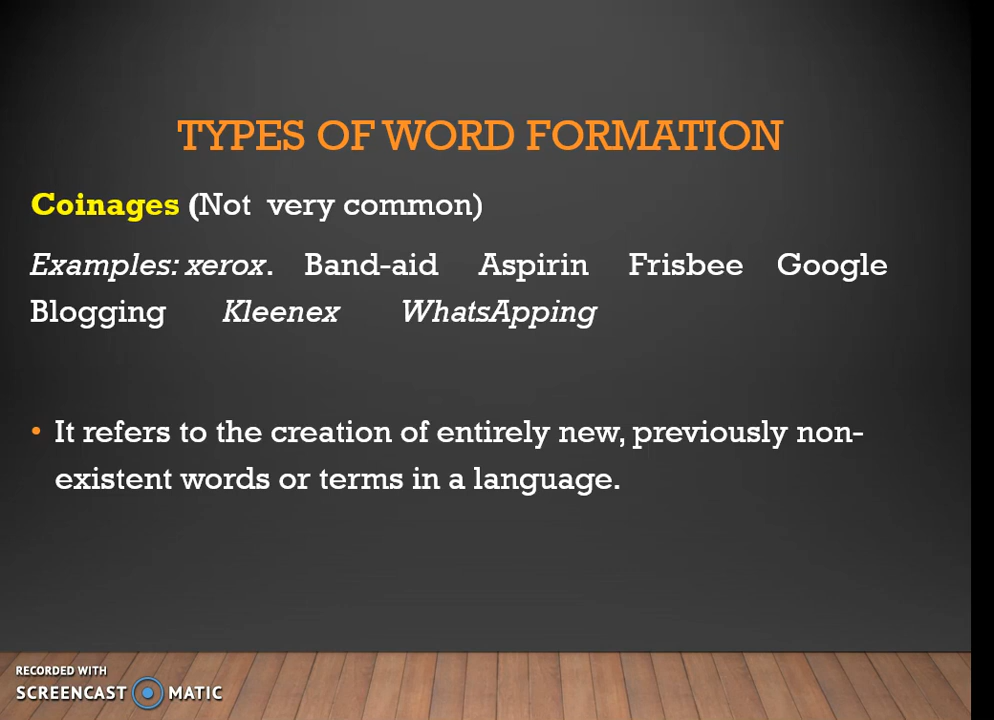 TYPES OF WORD FORMATION
Coinages (Not very common)
Examples: xerox. Band-aid Aspirin Frisbee Google
Blogging Kleenex WhatsApping
• It refers to the creation of entirely new, previously non-
existent words or terms in a language.
RECORDED WITH
SCREENCAST MATIC